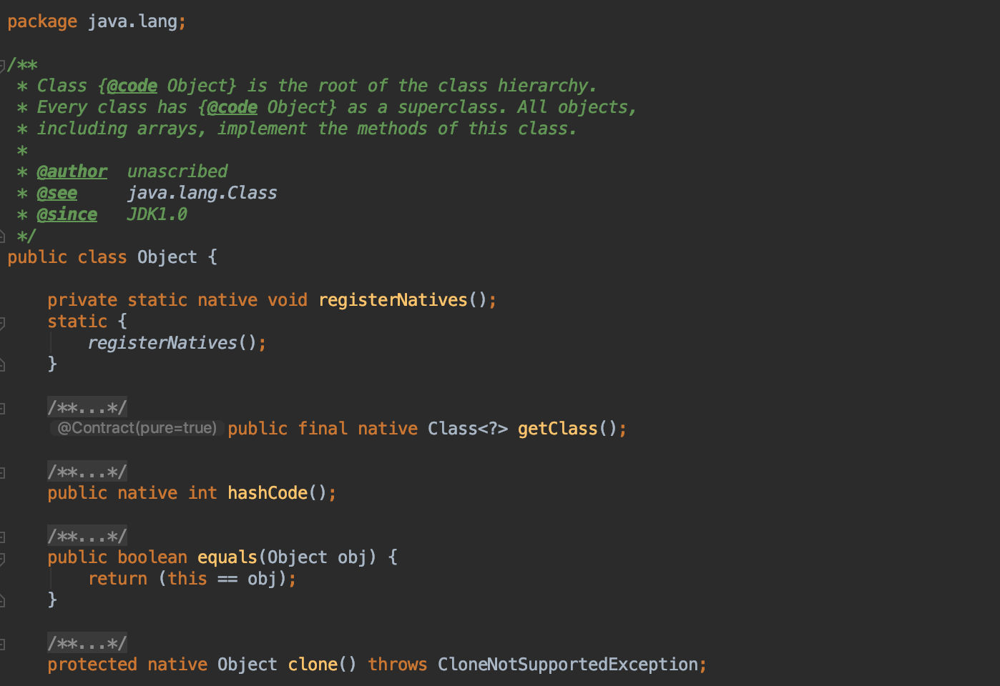 package java.lang;
/**
 * Class {@code Object} is the root of the class hierarchy.
 * Every class has {@code Object} as a superclass. All objects,
 * including arrays, implement the methods of this class.
 *
 * @author  unascribed
 * @see     java.lang.Class
 * @since   JDK1.0
 */
public class Object {
    private static native void registerNatives();
    static {
        registerNatives();
    }
    /**...*/
    @Contract(pure=true) public final native Class<?> getClass();
    /**...*/
    public native int hashCode();
    /**...*/
    public boolean equals(Object obj) {
        return (this == obj);
    }
    /**...*/
    protected native Object clone() throws CloneNotSupportedException;